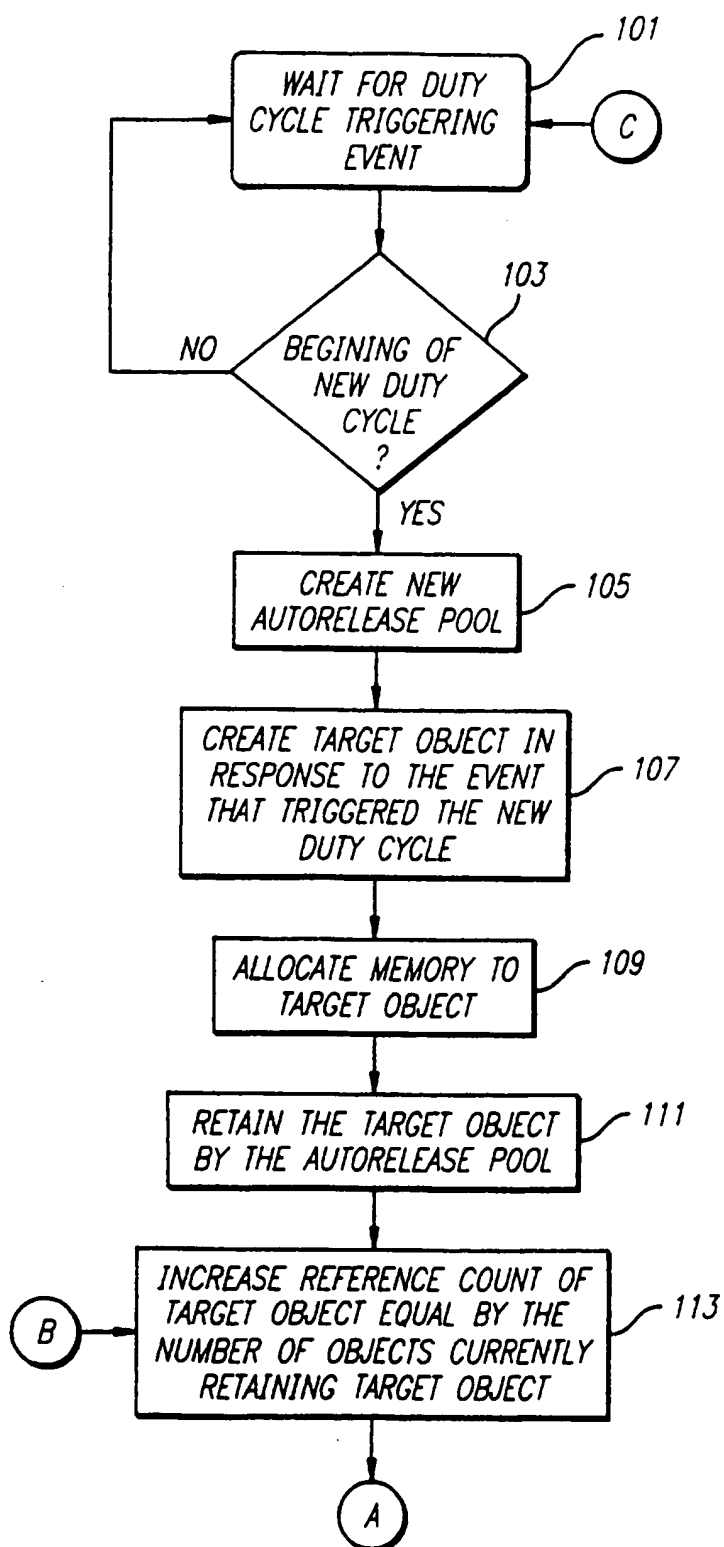 101
WAIT FOR DUTY
CYCLE TRIGGERING
EVENT
C
103
NO
BEGINING OF
NEW DUTY
CYCLE
?
YES
CREATE NEW
AUTORELEASE POOL
105
CREATE TARGET OBJECT IN
RESPONSE TO THE EVENT
THAT TRIGGERED THE NEW
DUTY CYCLE
107
ALLOCATE MEMORY TO
TARGET OBJECT
109
RETAIN THE TARGET OBJECT
BY THE AUTORELEASE POOL
111
INCREASE REFERENCE COUNT OF
TARGET OBJECT EQUAL BY THE
NUMBER OF OBJECTS CURRENTLY
RETAINING TARGET OBJECT
113
B
A